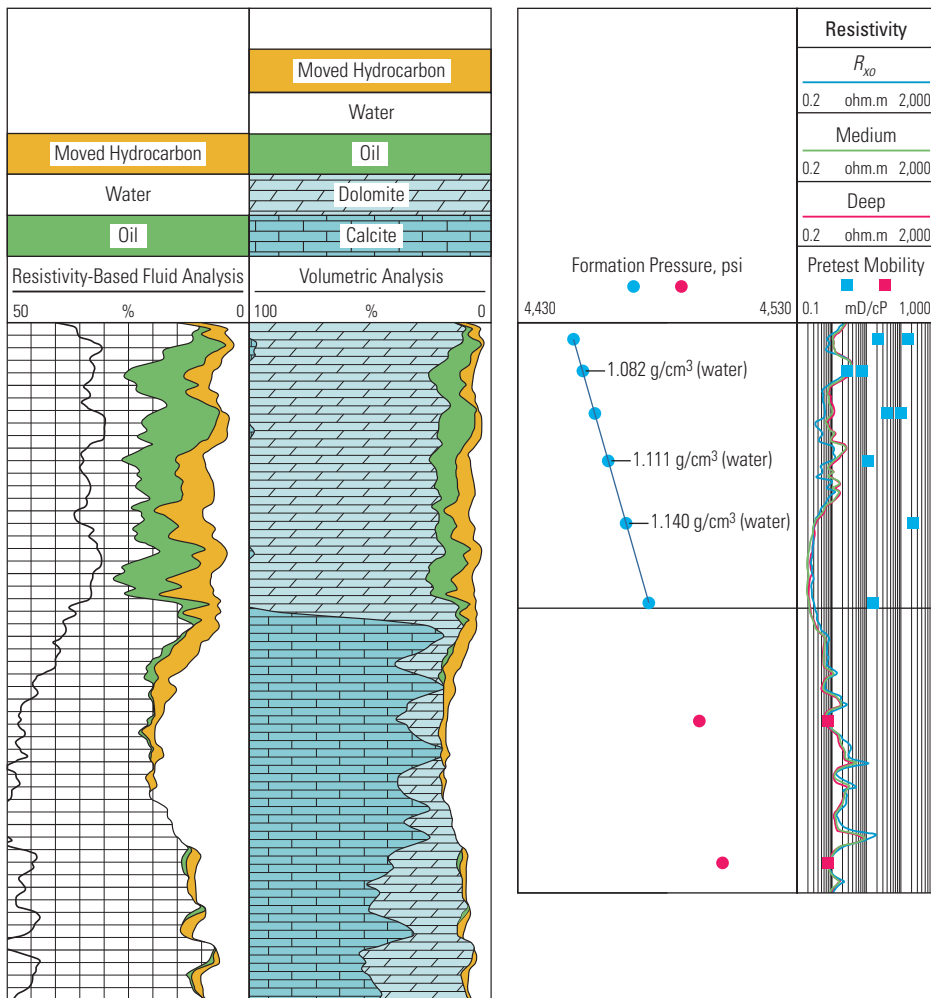 Moved Hydrocarbon
Water
Oil
Resistivity-Based Fluid Analysis
50 % 0
Moved Hydrocarbon
Water
Oil
Dolomite
Calcite
Volumetric Analysis
100 % 0
Formation Pressure, psi
4,430 4,530
1.082 g/cm³ (water)
1.111 g/cm³ (water)
1.140 g/cm³ (water)
Resistivity
Rxo
0.2 ohm.m 2,000
Medium
0.2 ohm.m 2,000
Deep
0.2 ohm.m 2,000
Pretest Mobility
0.1 mD/cP 1,000